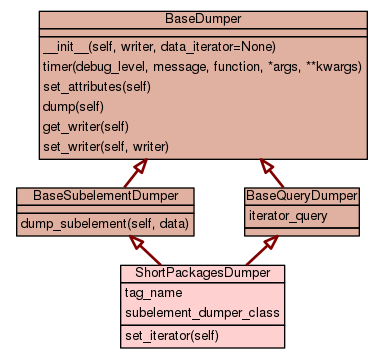 BaseDumper
__init__(self, writer, data_iterator=None)
timer(debug_level, message, function, *args, **kwargs)
set_attributes(self)
dump(self)
get_writer(self)
set_writer(self, writer)
BaseSubelementDumper
dump_subelement(self, data)
BaseQueryDumper
iterator_query
ShortPackagesDumper
tag_name
subelement_dumper_class
set_iterator(self)